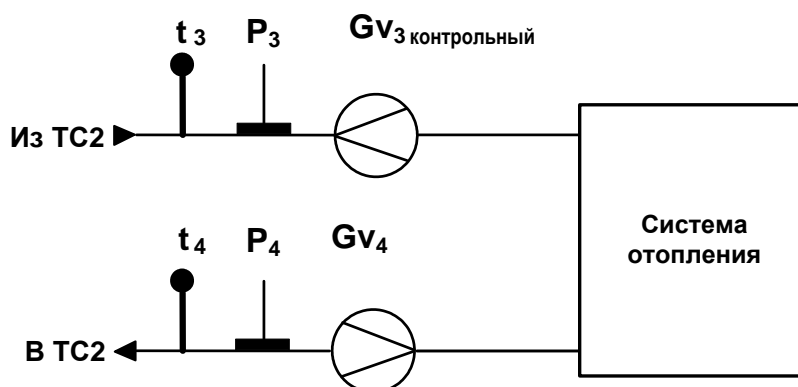 t₃ P₃ Gv₃ контрольный
Из ТС2
t₄ P₄ Gv₄
Система
отопления
В ТС2